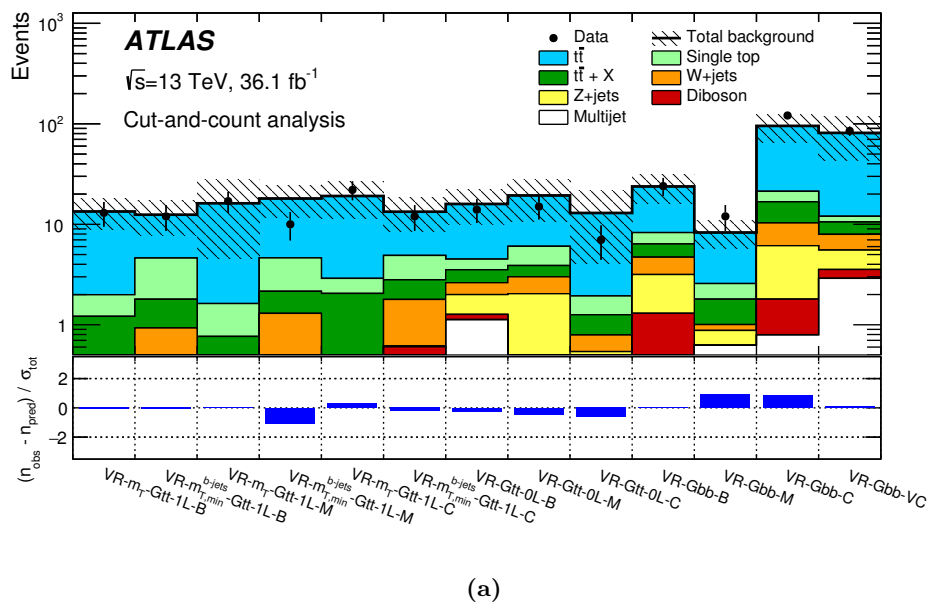 Events
10³
10²
10
1
ATLAS
√s=13 TeV, 36.1 fb⁻¹
Cut-and-count analysis
Data
Total background
tt̄
Single top
tt̄ + X
W+jets
Z+jets
Diboson
Multijet
(n_obs - n_pred) / σ_tot
2
0
−2
VR-m_T-Gtt-1L-B
VR-m_T,min^b-jets-Gtt-1L-B
VR-m_T-Gtt-1L-M
VR-m_T,min^b-jets-Gtt-1L-M
VR-m_T-Gtt-1L-C
VR-m_T,min^b-jets-Gtt-1L-C
VR-Gtt-0L-B
VR-Gtt-0L-M
VR-Gtt-0L-C
VR-Gbb-B
VR-Gbb-M
VR-Gbb-C
VR-Gbb-VC
(a)